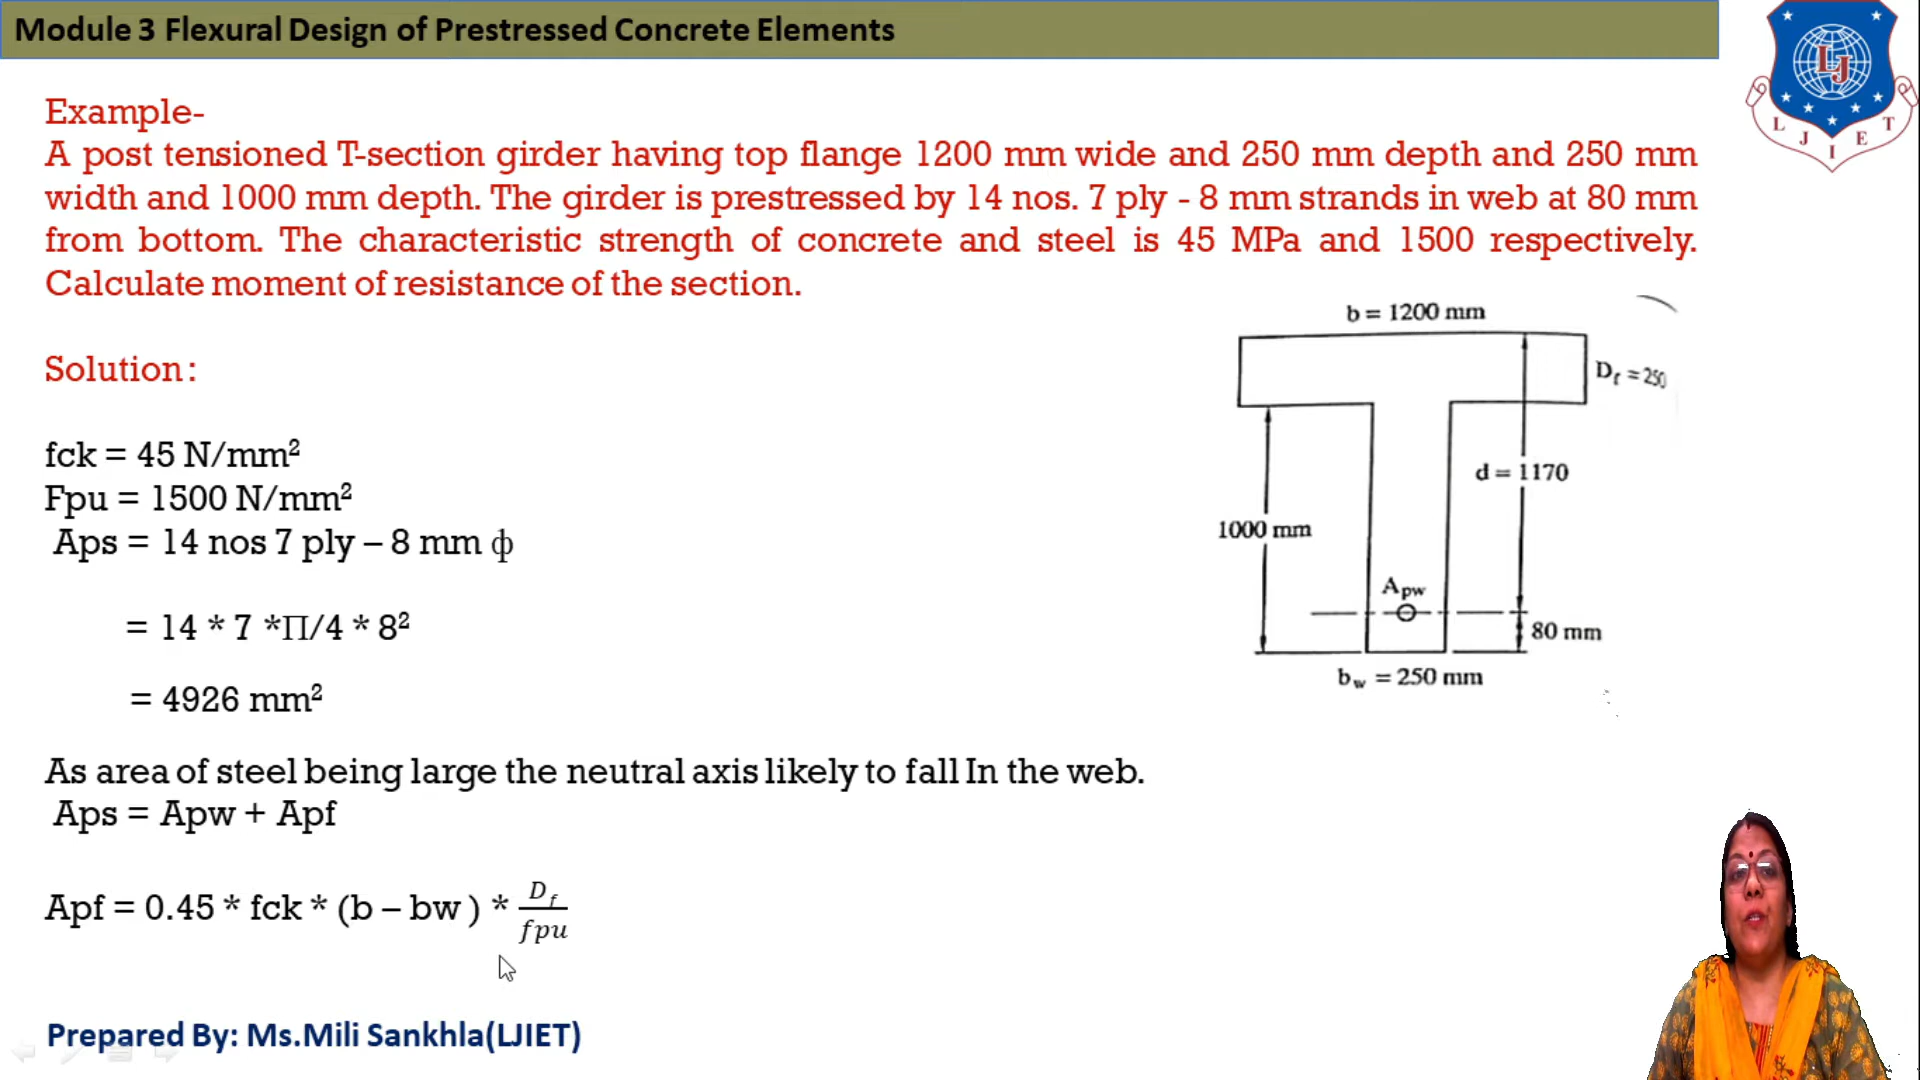 Module 3 Flexural Design of Prestressed Concrete Elements
L J I E T
LJ
Example-
A post tensioned T-section girder having top flange 1200 mm wide and 250 mm depth and 250 mm
width and 1000 mm depth. The girder is prestressed by 14 nos. 7 ply - 8 mm strands in web at 80 mm
from bottom. The characteristic strength of concrete and steel is 45 MPa and 1500 respectively.
Calculate moment of resistance of the section.
b = 1200 mm
Solution:
D_f = 250
fck = 45 N/mm²
d = 1170
Fpu = 1500 N/mm²
1000 mm
Aps = 14 nos 7 ply – 8 mm ф
A_pw
= 14 * 7 *Π/4 * 8²
80 mm
b_w = 250 mm
= 4926 mm²
As area of steel being large the neutral axis likely to fall In the web.
Aps = Apw + Apf
Apf = 0.45 * fck * (b – bw ) * D_f / fpu
Prepared By: Ms.Mili Sankhla(LJIET)